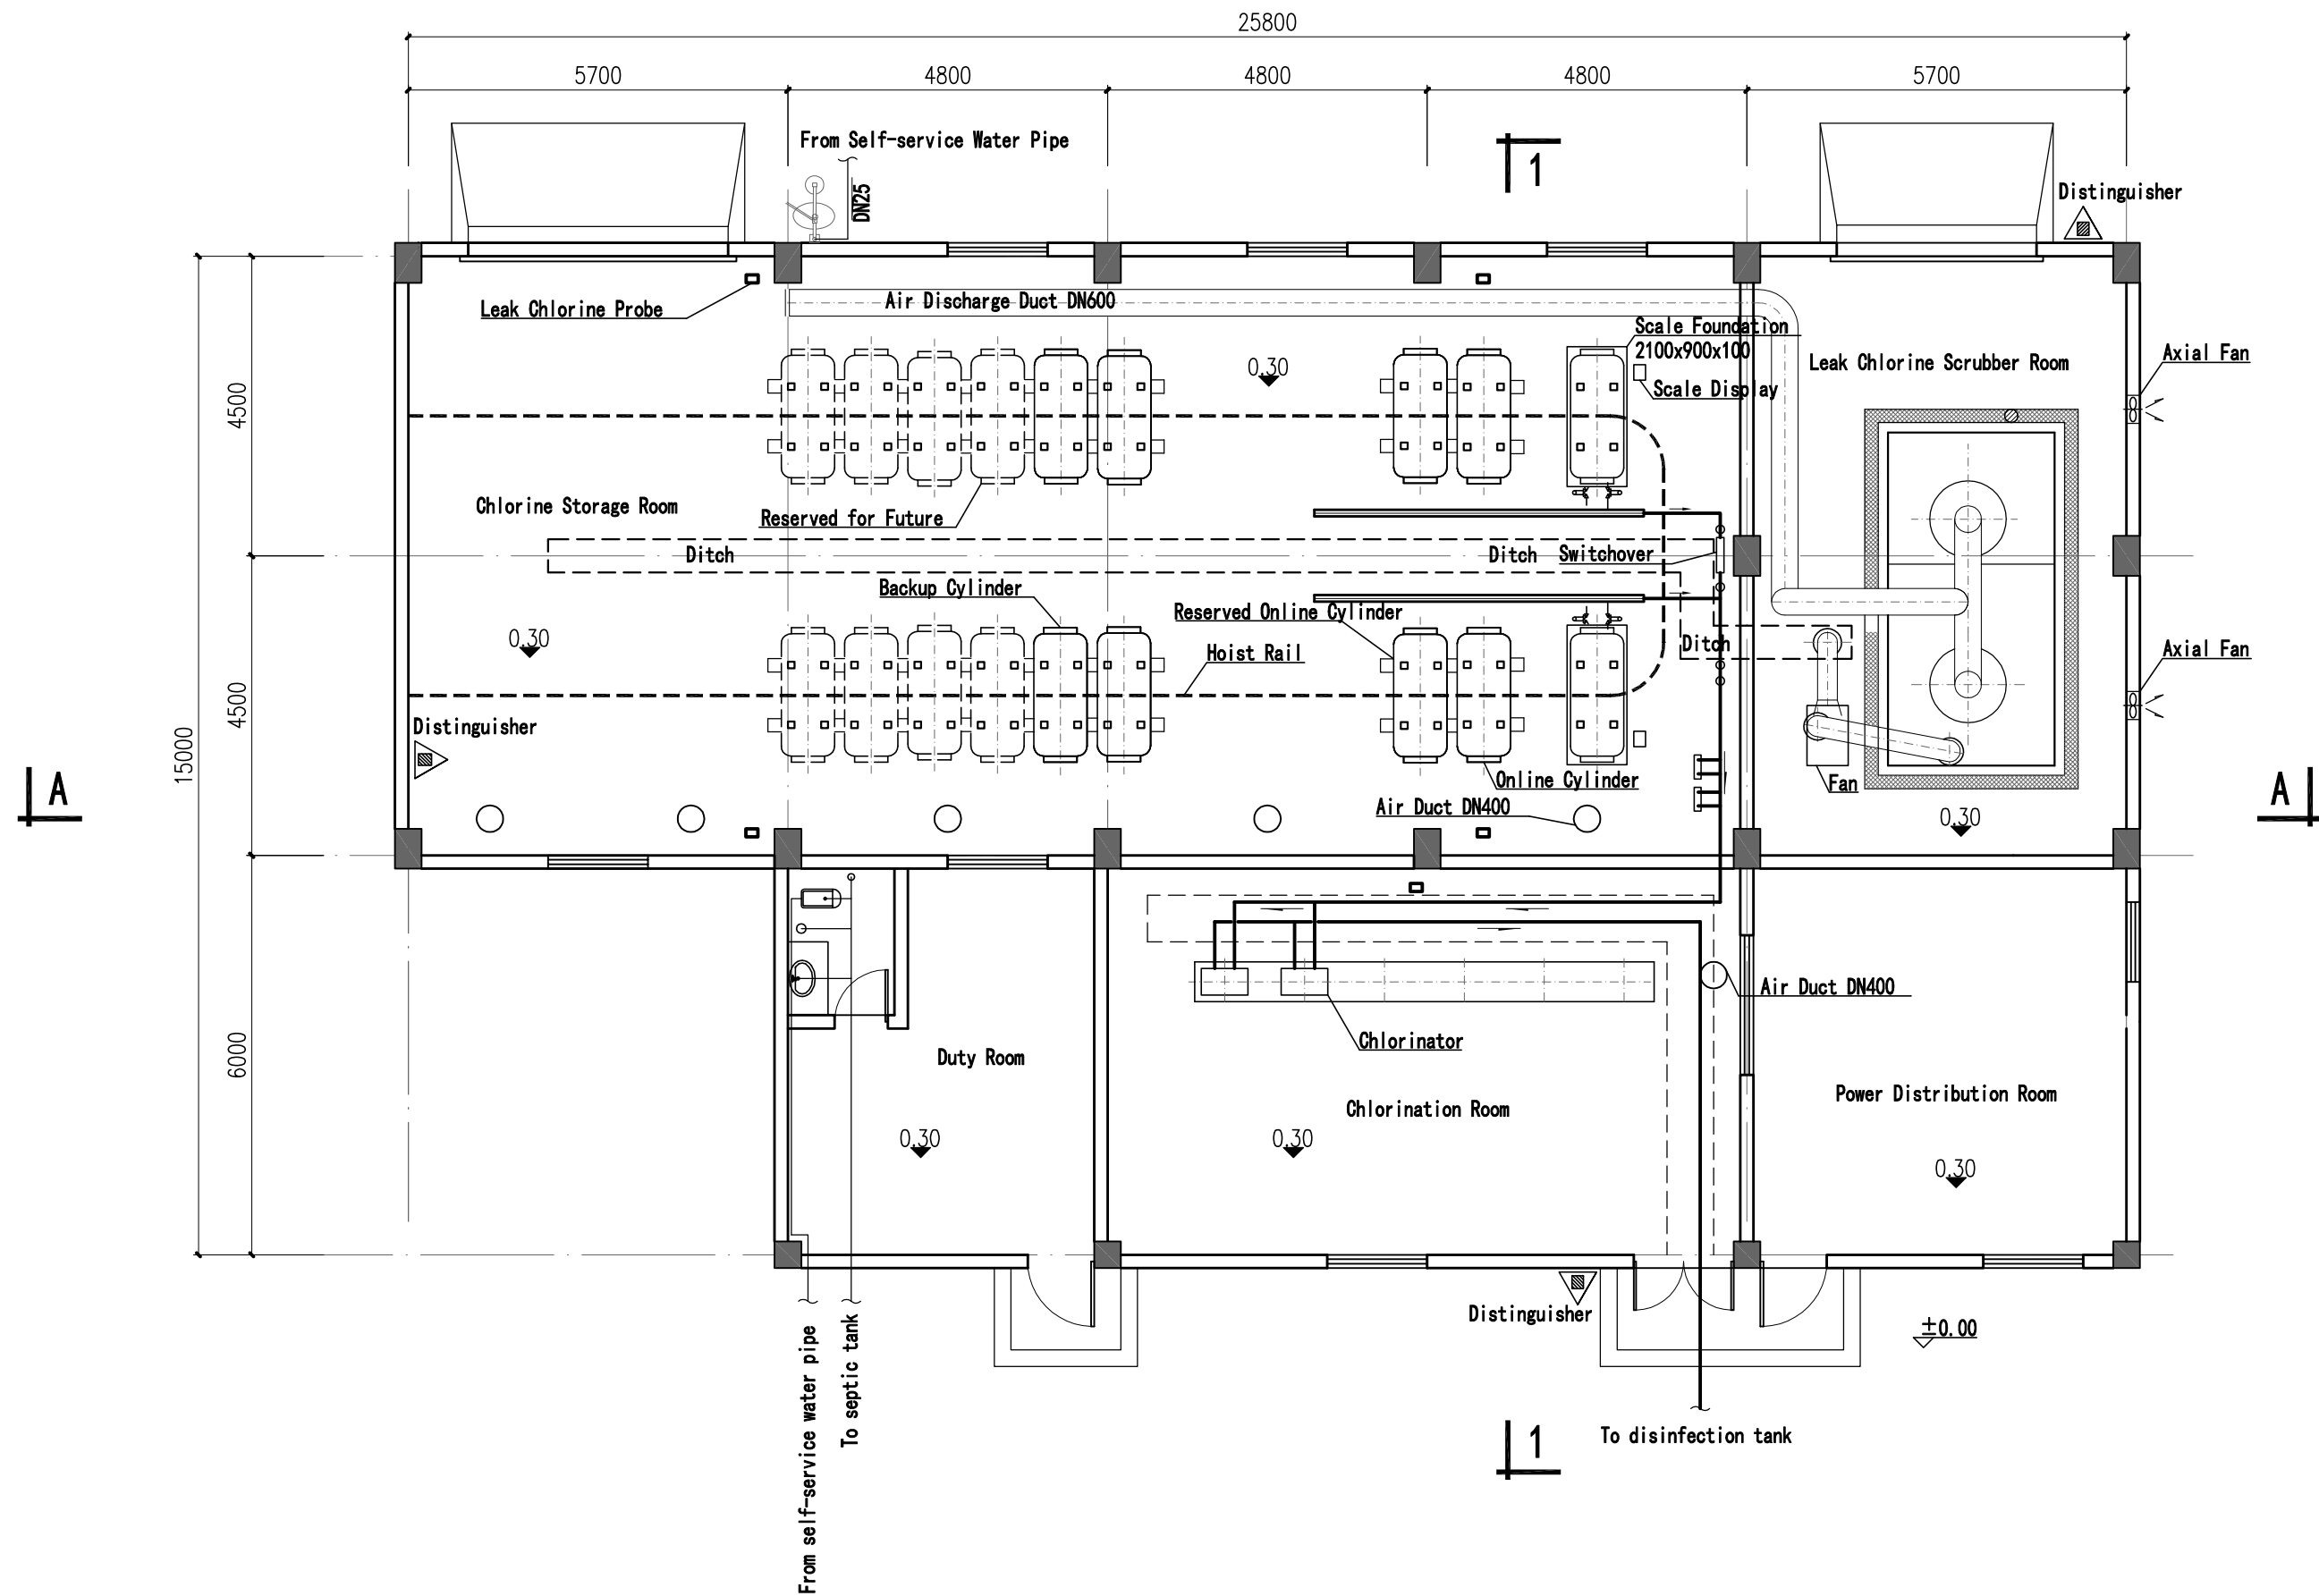 25800
5700
4800
4800
4800
5700
From Self-service Water Pipe
DN25
1
Distinguisher
Leak Chlorine Probe
Air Discharge Duct DN600
Scale Foundation
2100x900x100
Scale Display
Leak Chlorine Scrubber Room
Axial Fan
0.30
4500
Chlorine Storage Room
Reserved for Future
Ditch
Ditch
Switchover
Backup Cylinder
Reserved Online Cylinder
Hoist Rail
0.30
Ditch
Axial Fan
4500
15000
Distinguisher
A
Online Cylinder
Air Duct DN400
Fan
0.30
A
Air Duct DN400
Chlorinator
6000
Duty Room
Chlorination Room
Power Distribution Room
0.30
0.30
0.30
Distinguisher
±0.00
From self-service water pipe
To septic tank
1
To disinfection tank